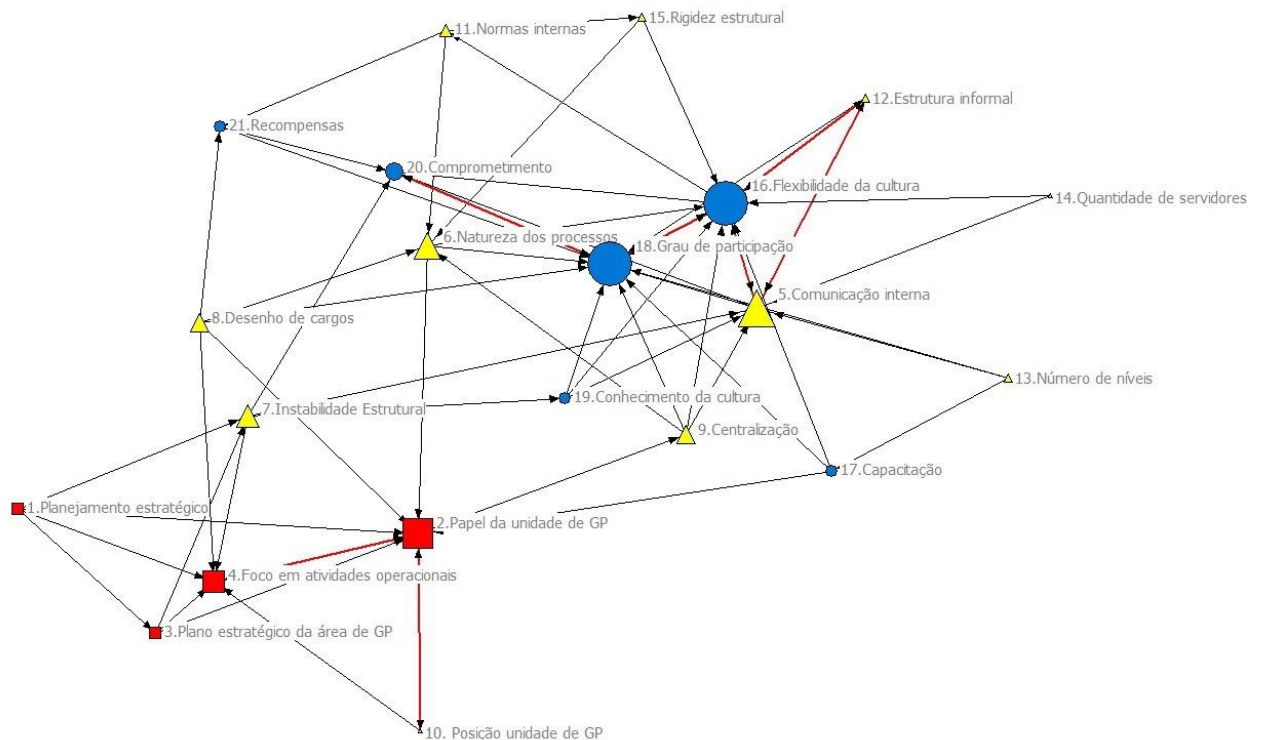 15.Rigidez estrutural
11.Normas internas
12.Estrutura informal
21.Recompensas
20.Comprometimento
16.Flexibilidade da cultura
14.Quantidade de servidores
6.Natureza dos processos
18.Grau de participação
5.Comunicação interna
8.Desenho de cargos
13.Número de níveis
19.Conhecimento da cultura
7.Instabilidade Estrutural
9.Centralização
17.Capacitação
1.Planejamento estratégico
2.Papel da unidade de GP
4.Foco em atividades operacionais
3.Plano estratégico da área de GP
10. Posição unidade de GP